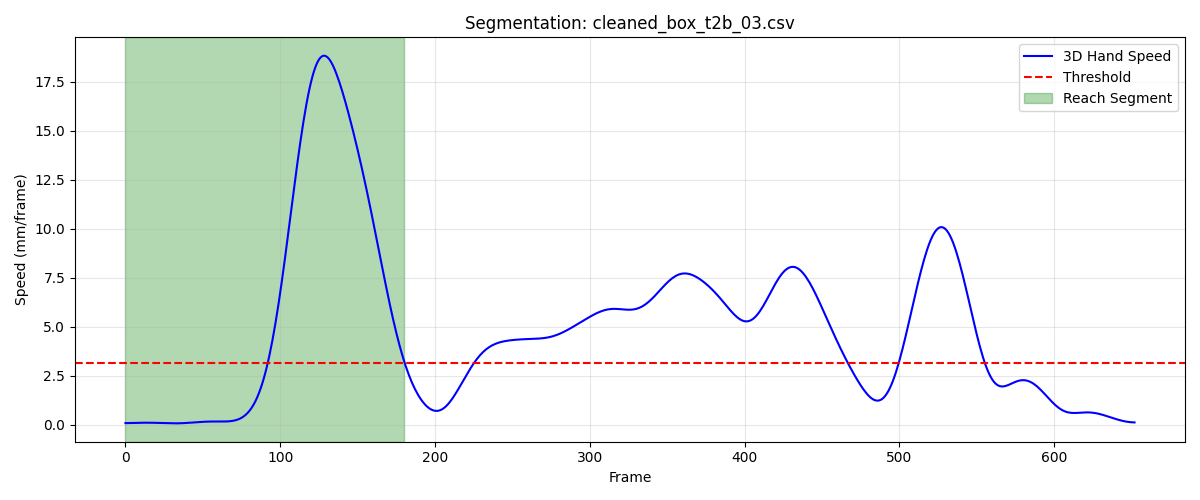 Segmentation: cleaned_box_t2b_03.csv
3D Hand Speed
Threshold
Reach Segment
Speed (mm/frame)
17.5
15.0
12.5
10.0
7.5
5.0
2.5
0.0
0 100 200 300 400 500 600
Frame